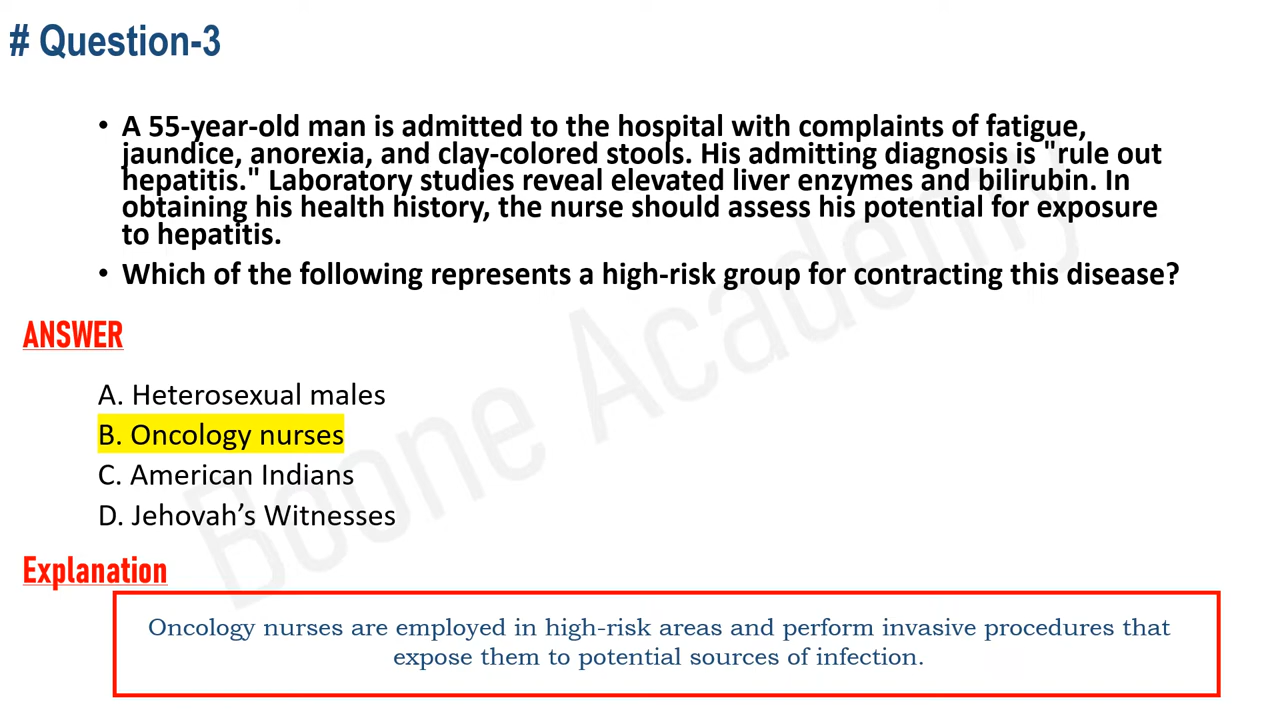 # Question-3
• A 55-year-old man is admitted to the hospital with complaints of fatigue,
jaundice, anorexia, and clay-colored stools. His admitting diagnosis is "rule out
hepatitis." Laboratory studies reveal elevated liver enzymes and bilirubin. In
obtaining his health history, the nurse should assess his potential for exposure
to hepatitis.
• Which of the following represents a high-risk group for contracting this disease?
ANSWER
A. Heterosexual males
B. Oncology nurses
C. American Indians
D. Jehovah’s Witnesses
Explanation
Oncology nurses are employed in high-risk areas and perform invasive procedures that
expose them to potential sources of infection.
Boone Academy